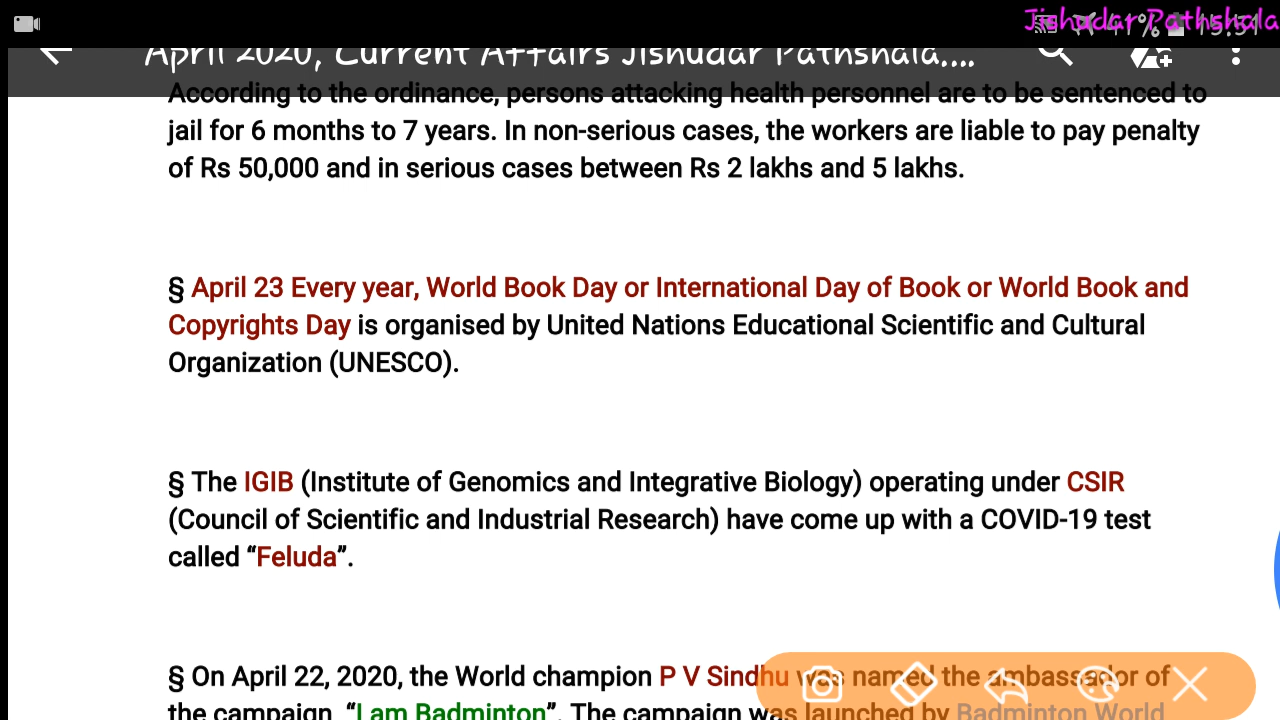 Jishudar Pathshala
41% 15:51
April 2020, Current Affairs Jishudar Pathshala....
According to the ordinance, persons attacking health personnel are to be sentenced to
jail for 6 months to 7 years. In non-serious cases, the workers are liable to pay penalty
of Rs 50,000 and in serious cases between Rs 2 lakhs and 5 lakhs.
§ April 23 Every year, World Book Day or International Day of Book or World Book and
Copyrights Day is organised by United Nations Educational Scientific and Cultural
Organization (UNESCO).
§ The IGIB (Institute of Genomics and Integrative Biology) operating under CSIR
(Council of Scientific and Industrial Research) have come up with a COVID-19 test
called “Feluda”.
§ On April 22, 2020, the World champion P V Sindhu was named the ambassador of
the campaign, “I am Badminton”. The campaign was launched by Badminton World